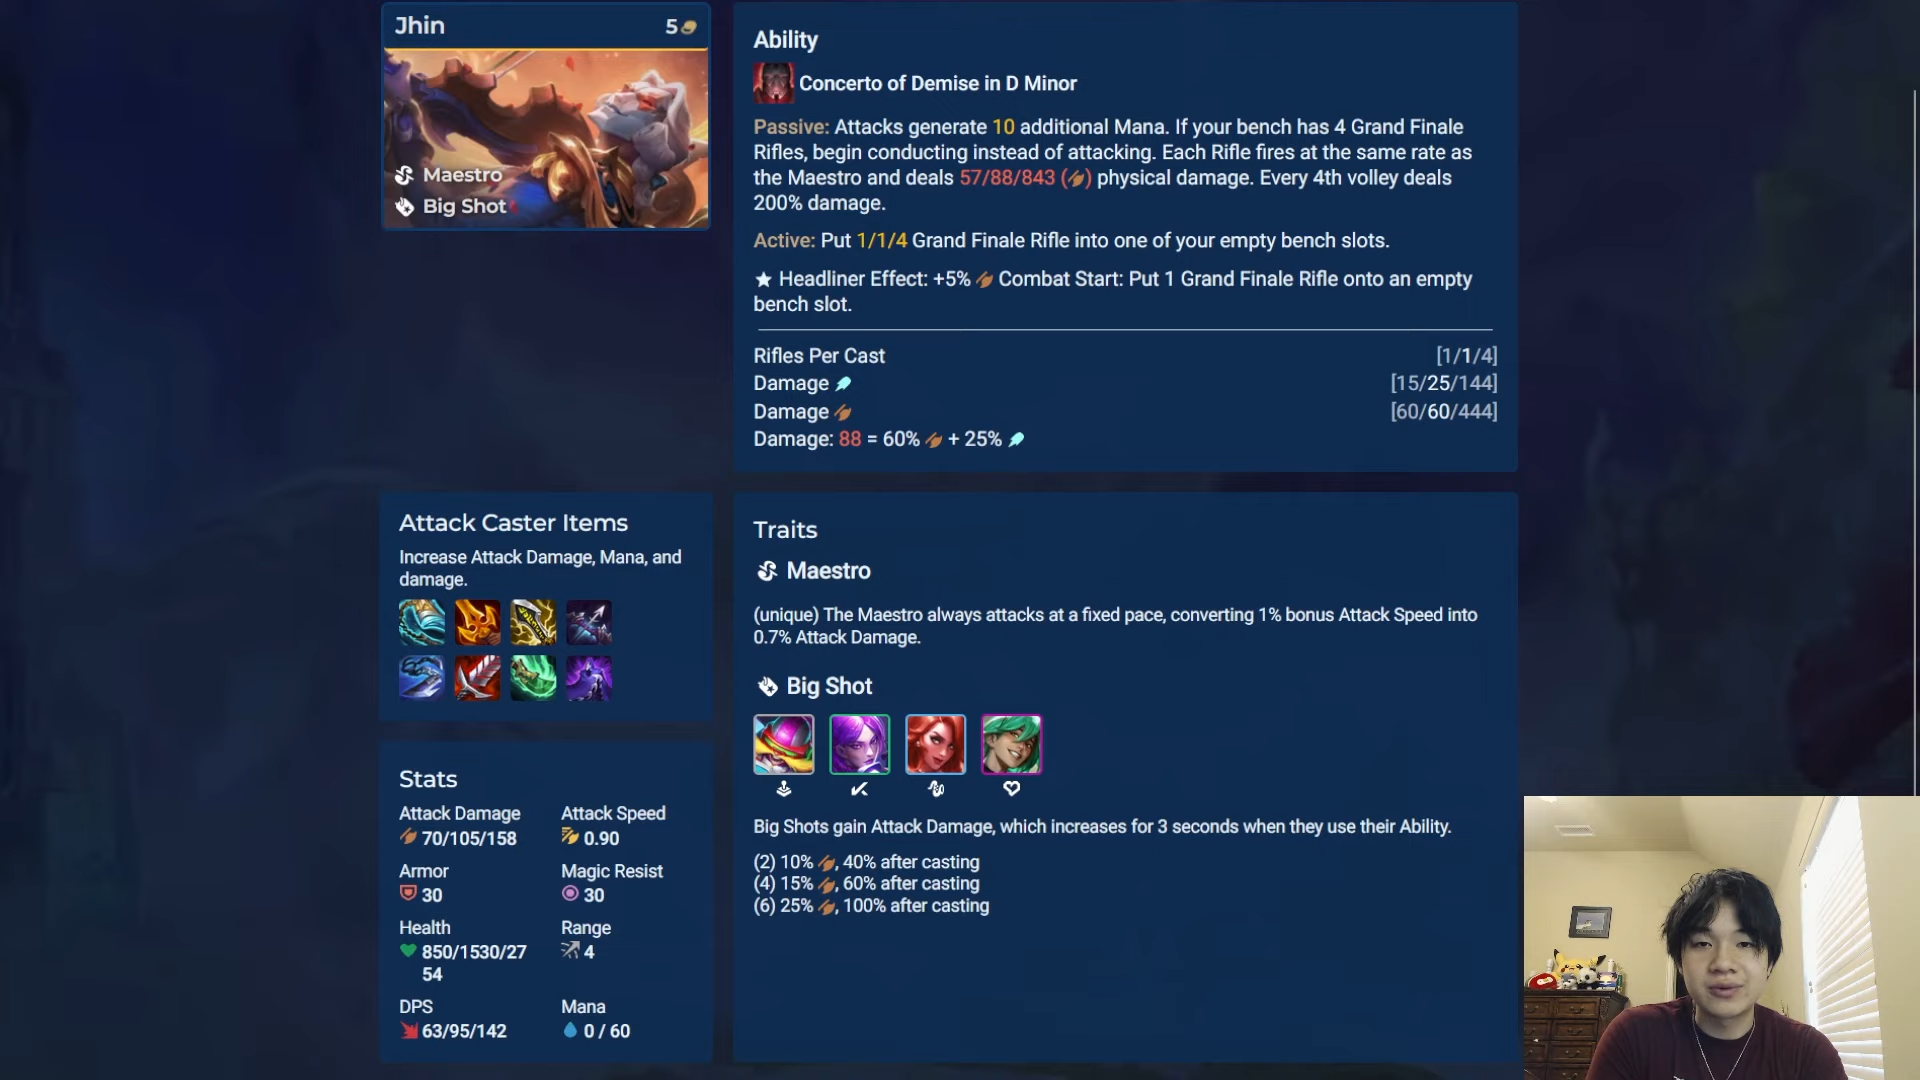 Jhin
5
Maestro
Big Shot
Ability
Concerto of Demise in D Minor
Passive: Attacks generate 10 additional Mana. If your bench has 4 Grand Finale
Rifles, begin conducting instead of attacking. Each Rifle fires at the same rate as
the Maestro and deals 57/88/843 ( ) physical damage. Every 4th volley deals
200% damage.
Active: Put 1/1/4 Grand Finale Rifle into one of your empty bench slots.
★ Headliner Effect: +5% Combat Start: Put 1 Grand Finale Rifle onto an empty
bench slot.
Rifles Per Cast [1/1/4]
Damage [15/25/144]
Damage [60/60/444]
Damage: 88 = 60% + 25%
Attack Caster Items
Increase Attack Damage, Mana, and
damage.
Stats
Attack Damage Attack Speed
70/105/158 0.90
Armor Magic Resist
30 30
Health Range
850/1530/27 4
54
DPS Mana
63/95/142 0 / 60
Traits
Maestro
(unique) The Maestro always attacks at a fixed pace, converting 1% bonus Attack Speed into
0.7% Attack Damage.
Big Shot
Big Shots gain Attack Damage, which increases for 3 seconds when they use their Ability.
(2) 10% , 40% after casting
(4) 15% , 60% after casting
(6) 25% , 100% after casting